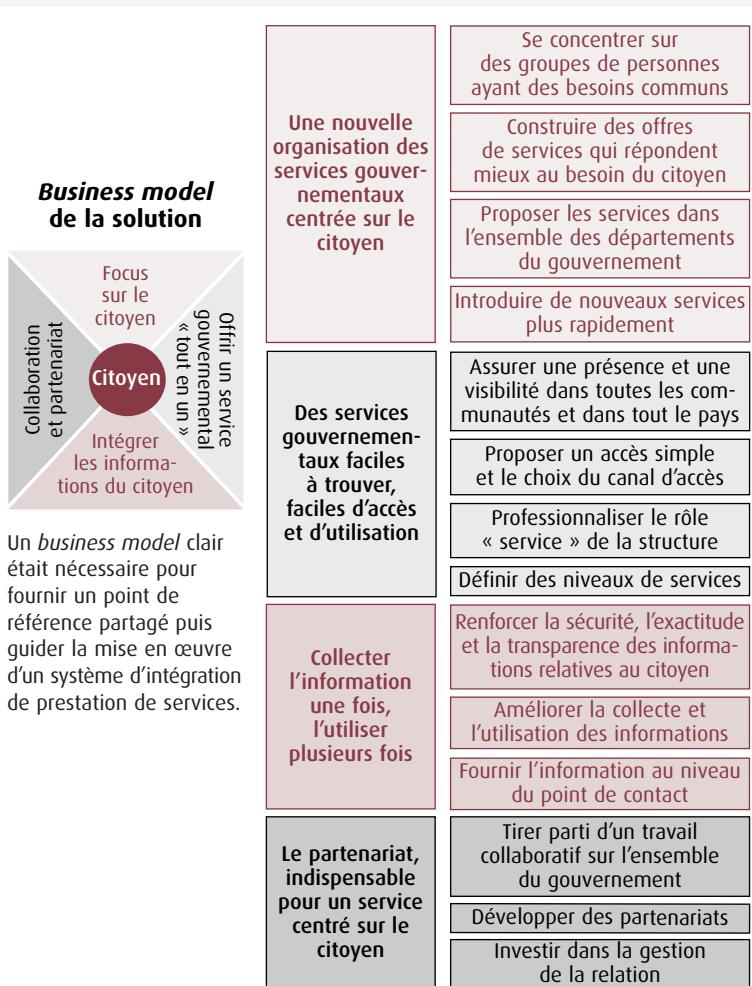 Business model
de la solution
Focus
sur le
citoyen
Collaboration
et partenariat
Citoyen
Offrir un service
gouvernemental
« tout en un »
Intégrer
les informa-
tions du citoyen
Un business model clair
était nécessaire pour
fournir un point de
référence partagé puis
guider la mise en œuvre
d'un système d'intégration
de prestation de services.
Une nouvelle
organisation des
services gouver-
nementaux
centrée sur le
citoyen
Se concentrer sur
des groupes de personnes
ayant des besoins communs
Construire des offres
de services qui répondent
mieux au besoin du citoyen
Proposer les services dans
l'ensemble des départements
du gouvernement
Introduire de nouveaux services
plus rapidement
Des services
gouvernemen-
taux faciles
à trouver,
faciles d'accès
et d'utilisation
Assurer une présence et une
visibilité dans toutes les com-
munautés et dans tout le pays
Proposer un accès simple
et le choix du canal d'accès
Professionnaliser le rôle
« service » de la structure
Définir des niveaux de services
Collecter
l'information
une fois,
l'utiliser
plusieurs fois
Renforcer la sécurité, l'exactitude
et la transparence des informa-
tions relatives au citoyen
Améliorer la collecte et
l'utilisation des informations
Fournir l'information au niveau
du point de contact
Le partenariat,
indispensable
pour un service
centré sur le
citoyen
Tirer parti d'un travail
collaboratif sur l'ensemble
du gouvernement
Développer des partenariats
Investir dans la gestion
de la relation